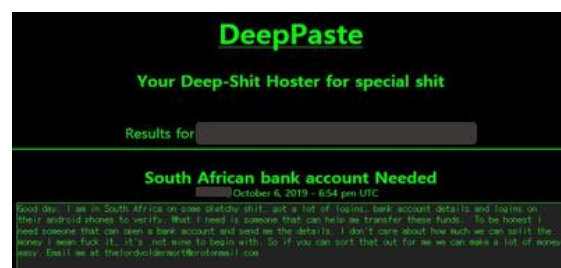 DeepPaste
Your Deep-Shit Hoster for special shit
Results for
South African bank account Needed
October 6, 2019 - 6:54 pm UTC
Good day. I am in South Africa on some sketchy shit. got a lot of logins. bank account details and logins on
their android phones to verify. What I need is someone that can help me transfer these funds. To be honest I
need someone that can open a bank account and send me the details. I don't care about how much we can split the
money I mean fuck it. it's not mine to begin with. So if you can sort that out for me we can make a lot of money
easy. Email me at thelordvoldermort@protonmail.com